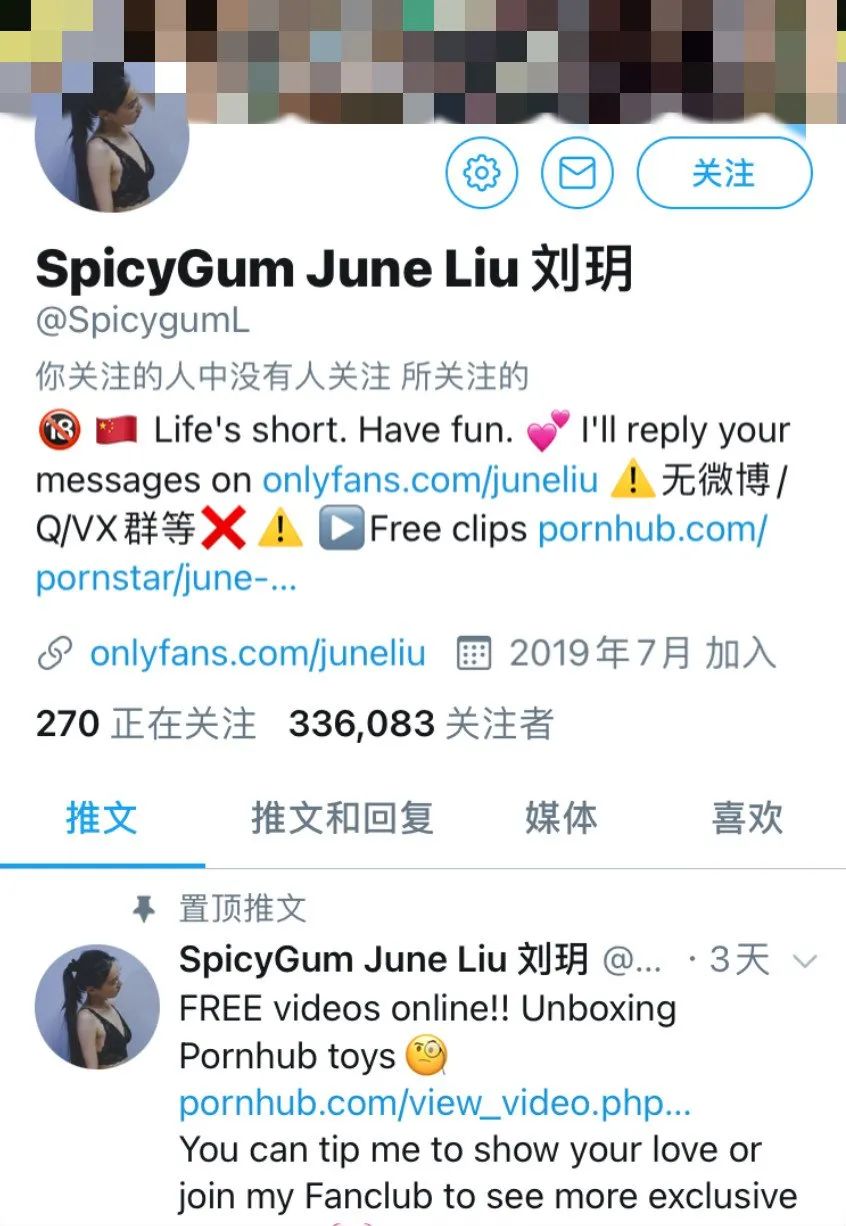 关注
SpicyGum June Liu 刘玥
@SpicygumL
你关注的人中没有人关注 所关注的
🔞 🇨🇳 Life's short. Have fun. 💕 I'll reply your
messages on onlyfans.com/juneliu ⚠️无微博/
Q/VX群等❌ ⚠️ ▶️Free clips pornhub.com/
pornstar/june-...
onlyfans.com/juneliu 2019年7月 加入
270 正在关注 336,083 关注者
推文 推文和回复 媒体 喜欢
置顶推文
SpicyGum June Liu 刘玥 @... · 3天
FREE videos online!! Unboxing
Pornhub toys 🧐
pornhub.com/view_video.php...
You can tip me to show your love or
join my Fanclub to see more exclusive